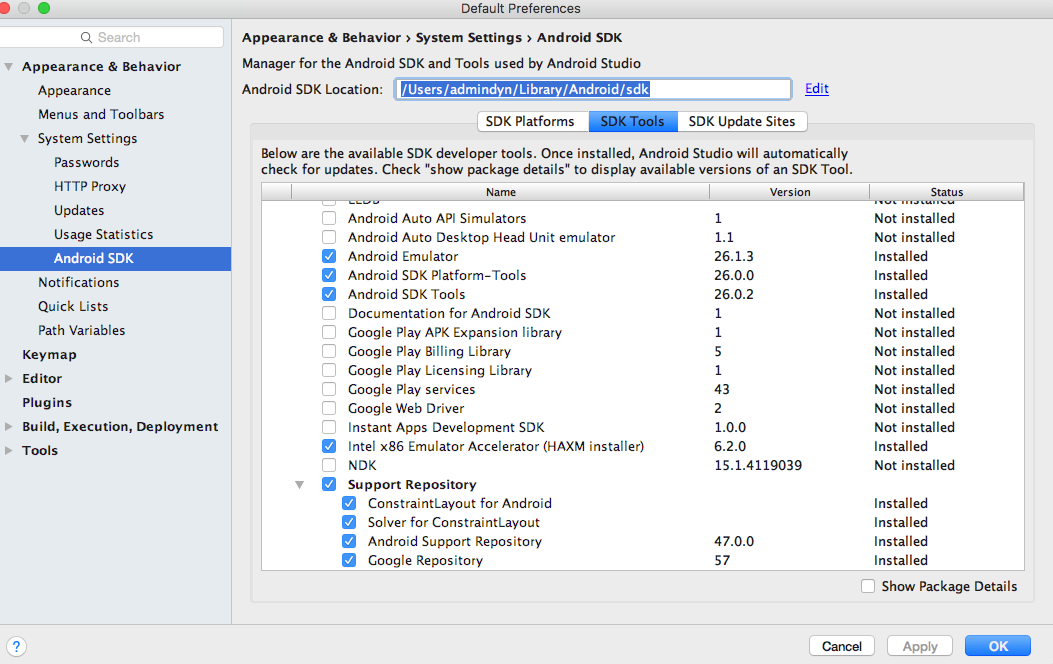 Default Preferences
Search
Appearance & Behavior
Appearance
Menus and Toolbars
System Settings
Passwords
HTTP Proxy
Updates
Usage Statistics
Android SDK
Notifications
Quick Lists
Path Variables
Keymap
Editor
Plugins
Build, Execution, Deployment
Tools
Appearance & Behavior › System Settings › Android SDK
Manager for the Android SDK and Tools used by Android Studio
Android SDK Location: /Users/admindyn/Library/Android/sdk Edit
SDK Platforms SDK Tools SDK Update Sites
Below are the available SDK developer tools. Once installed, Android Studio will automatically
check for updates. Check "show package details" to display available versions of an SDK Tool.
Name Version Status
LLDB Not installed
Android Auto API Simulators 1 Not installed
Android Auto Desktop Head Unit emulator 1.1 Not installed
Android Emulator 26.1.3 Installed
Android SDK Platform-Tools 26.0.0 Installed
Android SDK Tools 26.0.2 Installed
Documentation for Android SDK 1 Not installed
Google Play APK Expansion library 1 Not installed
Google Play Billing Library 5 Not installed
Google Play Licensing Library 1 Not installed
Google Play services 43 Not installed
Google Web Driver 2 Not installed
Instant Apps Development SDK 1.0.0 Not installed
Intel x86 Emulator Accelerator (HAXM installer) 6.2.0 Installed
NDK 15.1.4119039 Not installed
Support Repository
ConstraintLayout for Android Installed
Solver for ConstraintLayout Installed
Android Support Repository 47.0.0 Installed
Google Repository 57 Installed
Show Package Details
? Cancel Apply OK